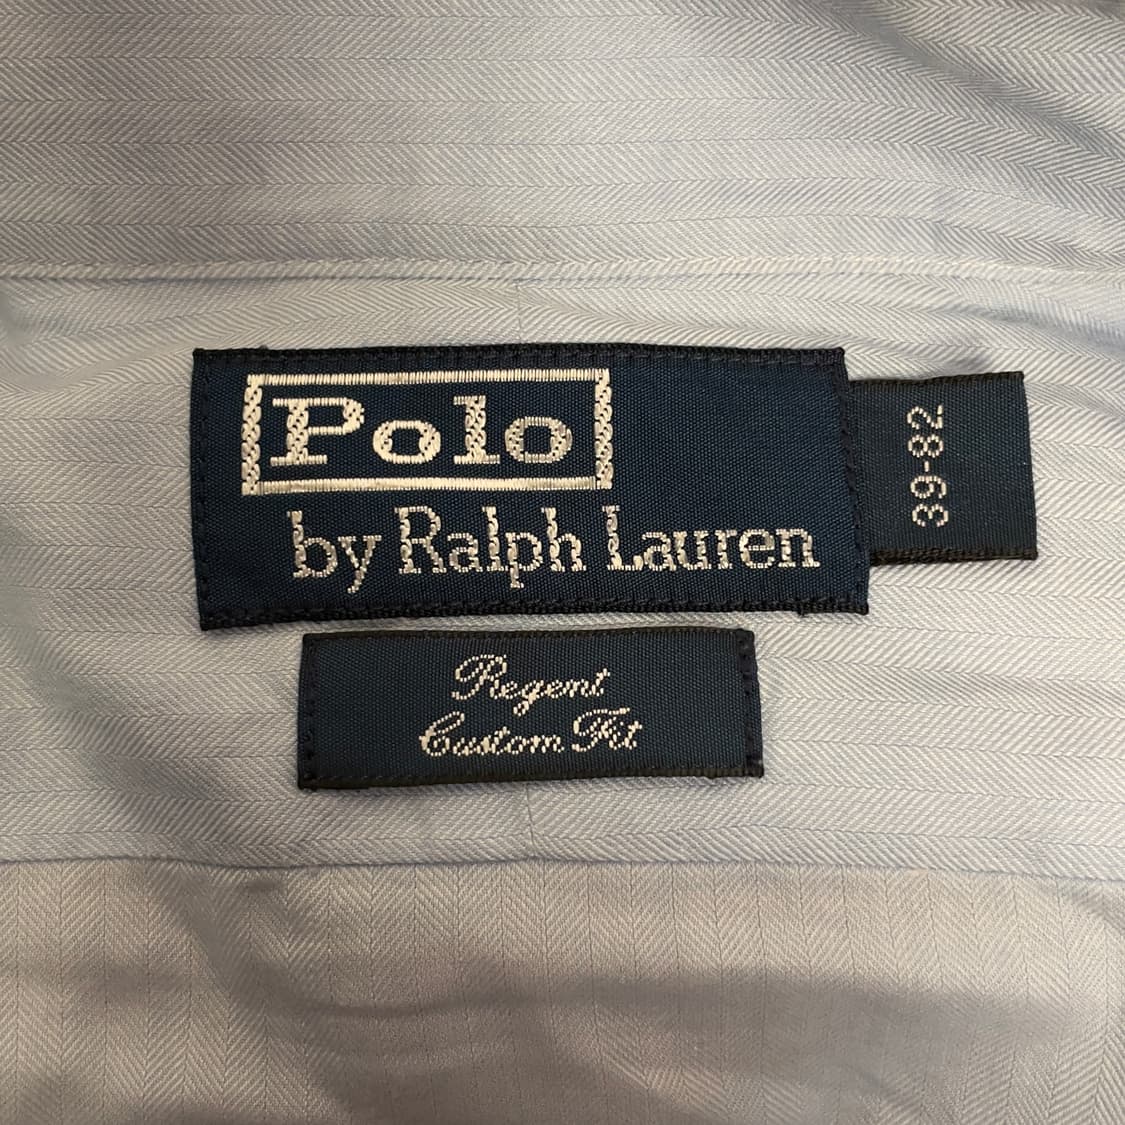 Polo
by Ralph Lauren
39-82
Regent
Custom Fit